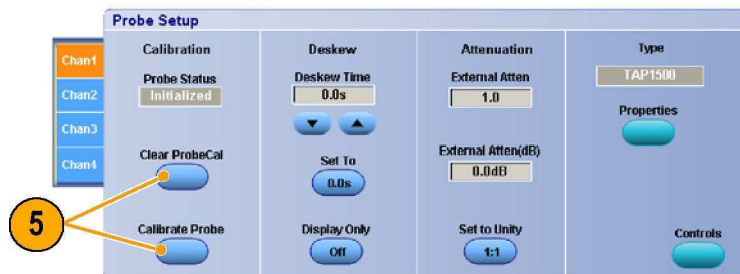 Probe Setup
Chan1
Chan2
Chan3
Chan4
Calibration
Probe Status
Initialized
Clear ProbeCal
Calibrate Probe
5
Deskew
Deskew Time
0.0s
Set To
0.0s
Display Only
Off
Attenuation
External Atten
1.0
External Atten(dB)
0.0dB
Set to Unity
1:1
Type
TAP1500
Properties
Controls